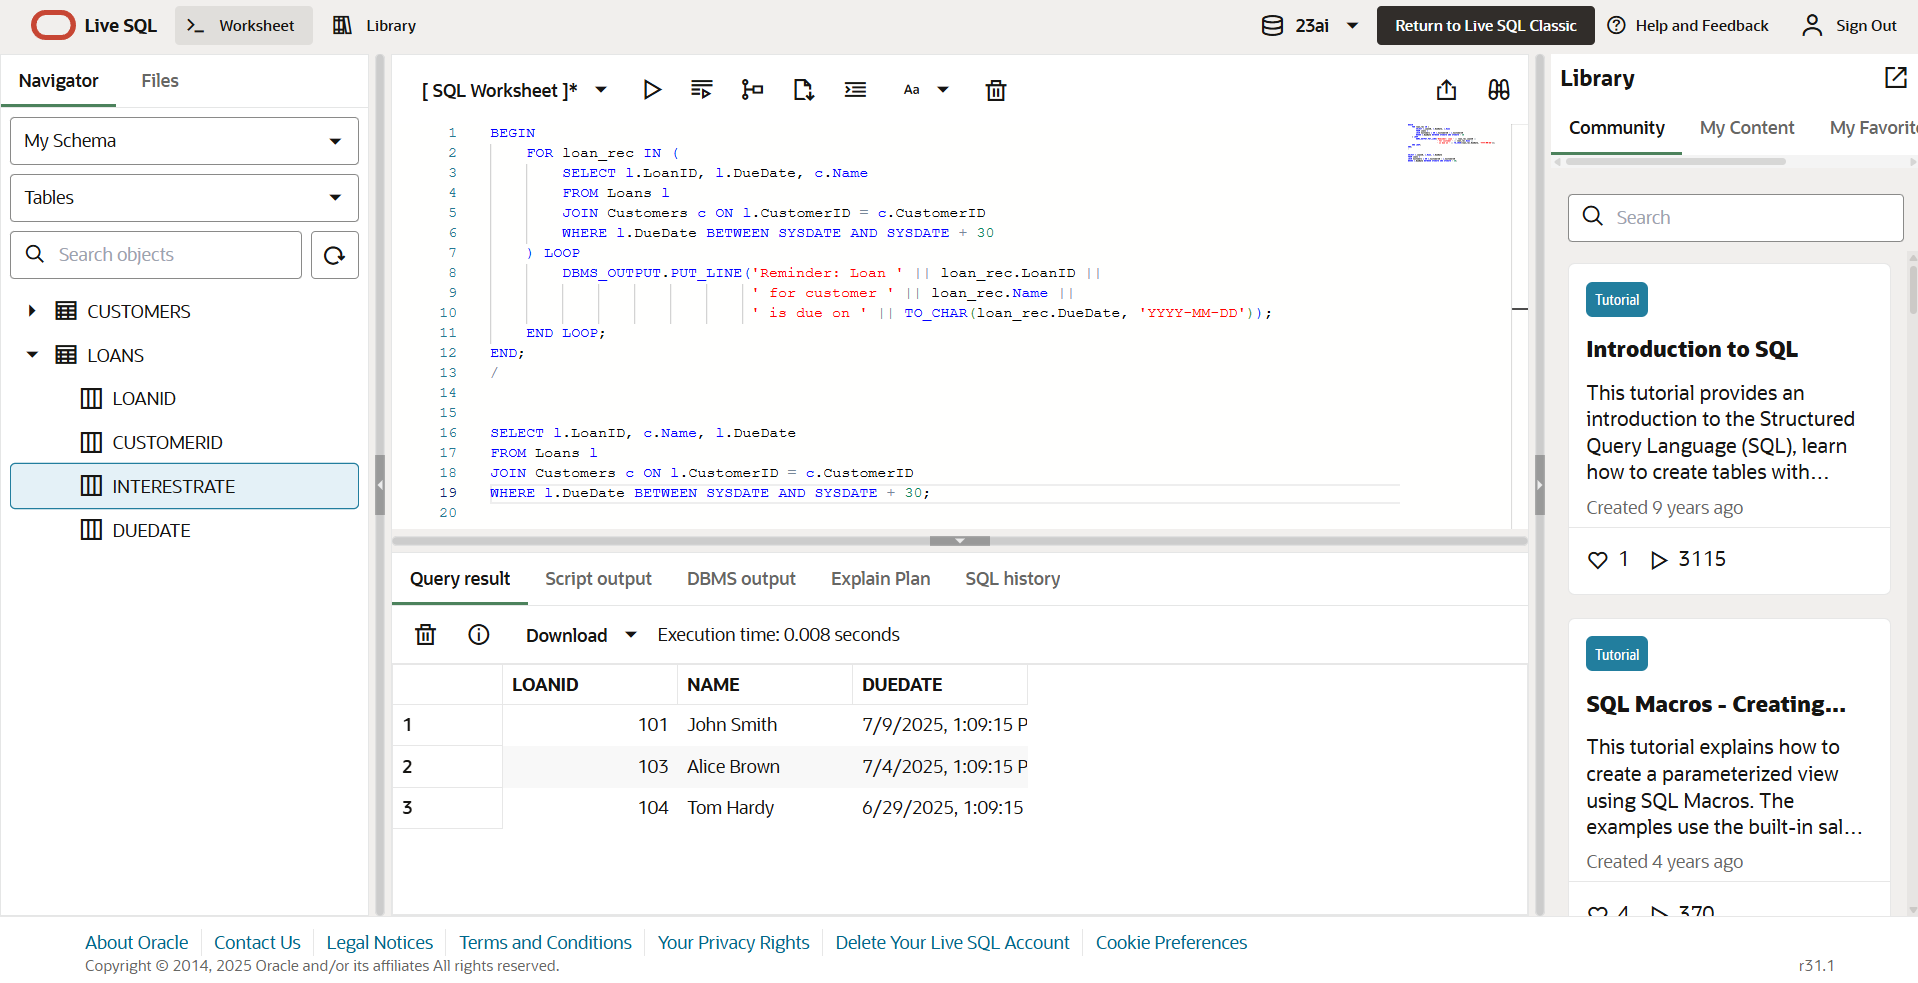 Live SQL
Worksheet
Library
23ai
Return to Live SQL Classic
Help and Feedback
Sign Out
Navigator
Files
My Schema
Tables
Search objects
CUSTOMERS
LOANS
LOANID
CUSTOMERID
INTERESTRATE
DUEDATE
[ SQL Worksheet ]*
Aa
1 BEGIN
2 FOR loan_rec IN (
3 SELECT l.LoanID, l.DueDate, c.Name
4 FROM Loans l
5 JOIN Customers c ON l.CustomerID = c.CustomerID
6 WHERE l.DueDate BETWEEN SYSDATE AND SYSDATE + 30
7 ) LOOP
8 DBMS_OUTPUT.PUT_LINE('Reminder: Loan ' || loan_rec.LoanID ||
9 ' for customer ' || loan_rec.Name ||
10 ' is due on ' || TO_CHAR(loan_rec.DueDate, 'YYYY-MM-DD'));
11 END LOOP;
12 END;
13 /
14
15
16 SELECT l.LoanID, c.Name, l.DueDate
17 FROM Loans l
18 JOIN Customers c ON l.CustomerID = c.CustomerID
19 WHERE l.DueDate BETWEEN SYSDATE AND SYSDATE + 30;
20
Query result
Script output
DBMS output
Explain Plan
SQL history
Download
Execution time: 0.008 seconds
LOANID NAME DUEDATE
1 101 John Smith 7/9/2025, 1:09:15 P
2 103 Alice Brown 7/4/2025, 1:09:15 P
3 104 Tom Hardy 6/29/2025, 1:09:15
Library
Community
My Content
My Favorit
Search
Tutorial
Introduction to SQL
This tutorial provides an
introduction to the Structured
Query Language (SQL), learn
how to create tables with...
Created 9 years ago
1 3115
Tutorial
SQL Macros - Creating...
This tutorial explains how to
create a parameterized view
using SQL Macros. The
examples use the built-in sal...
Created 4 years ago
4 370
About Oracle
Contact Us
Legal Notices
Terms and Conditions
Your Privacy Rights
Delete Your Live SQL Account
Cookie Preferences
Copyright © 2014, 2025 Oracle and/or its affiliates All rights reserved.
r31.1